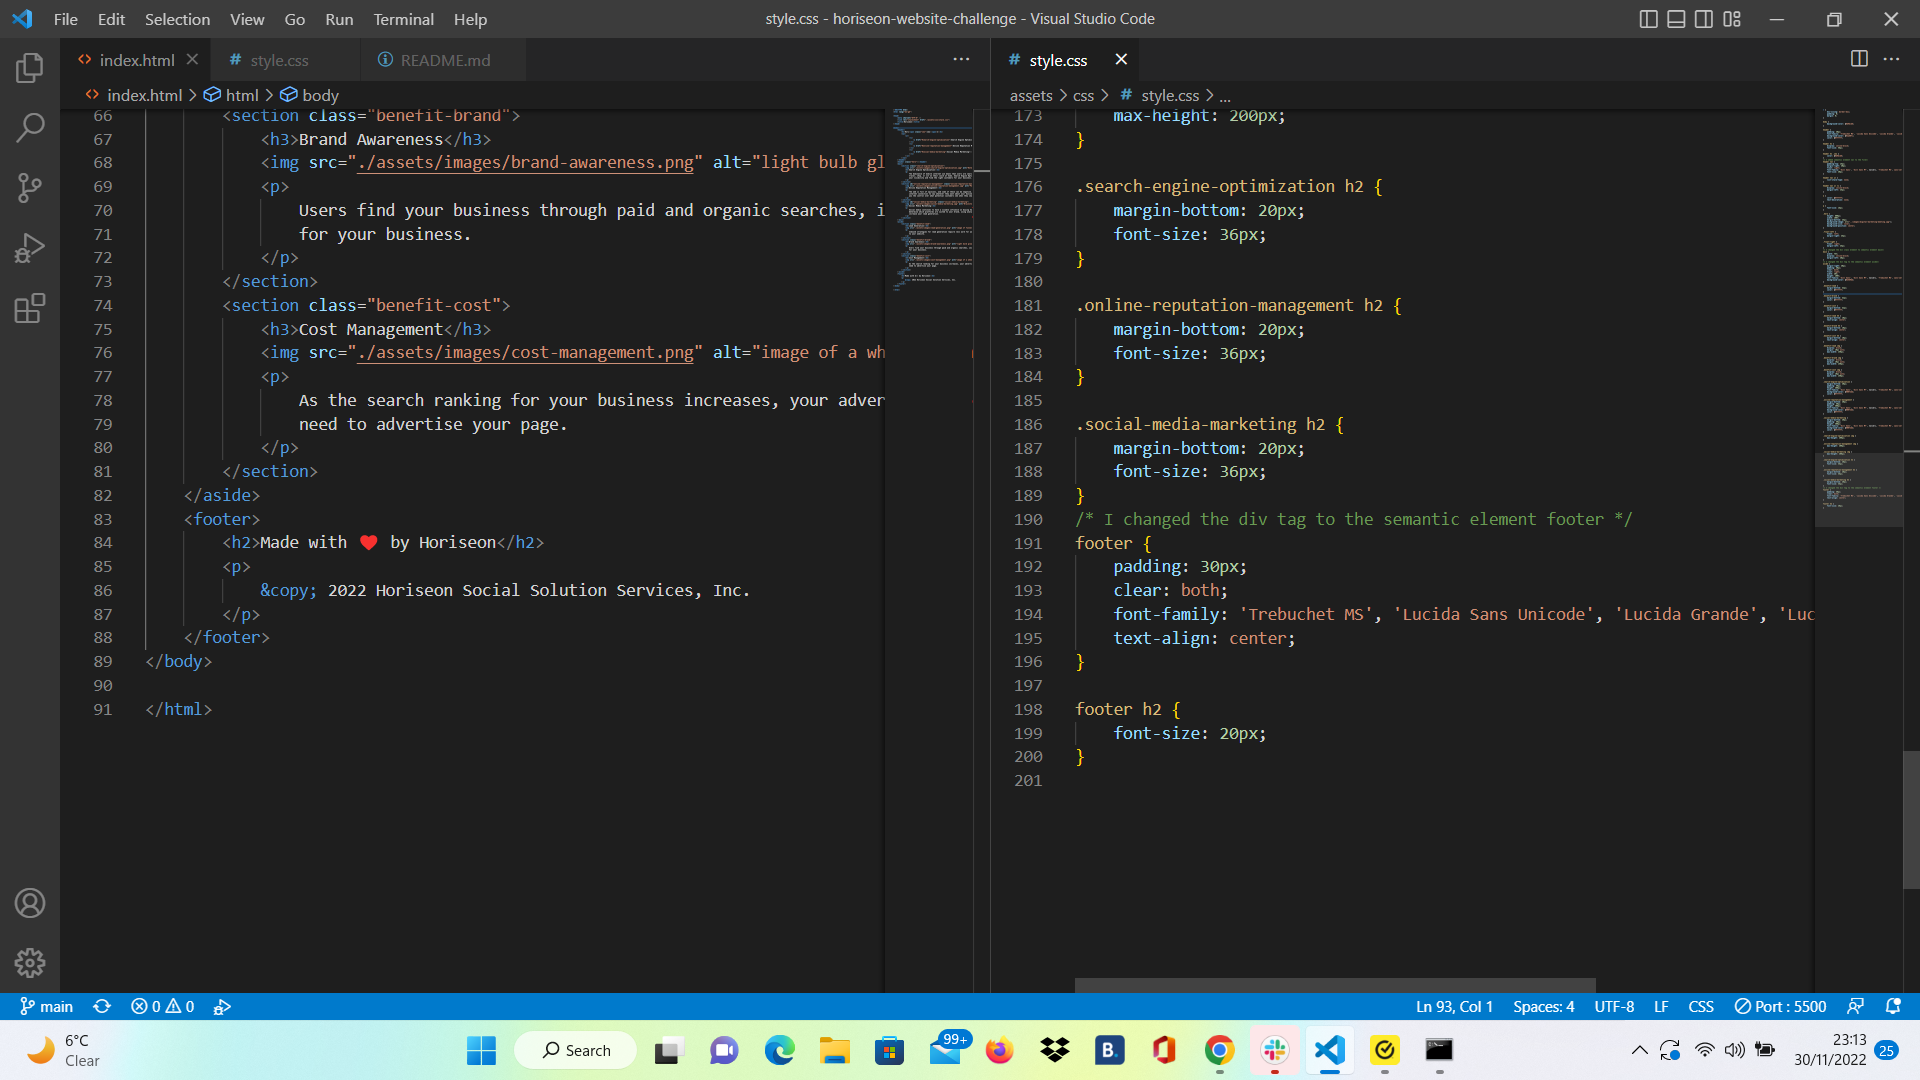 File Edit Selection View Go Run Terminal Help
style.css - horiseon-website-challenge - Visual Studio Code
index.html
style.css
README.md
index.html > html > body
66 <section class="benefit-brand">
67 <h3>Brand Awareness</h3>
68 <img src="./assets/images/brand-awareness.png" alt="light bulb gl
69 <p>
70 Users find your business through paid and organic searches, i
71 for your business.
72 </p>
73 </section>
74 <section class="benefit-cost">
75 <h3>Cost Management</h3>
76 <img src="./assets/images/cost-management.png" alt="image of a wh
77 <p>
78 As the search ranking for your business increases, your adver
79 need to advertise your page.
80 </p>
81 </section>
82 </aside>
83 <footer>
84 <h2>Made with ❤️ by Horiseon</h2>
85 <p>
86 &copy; 2022 Horiseon Social Solution Services, Inc.
87 </p>
88 </footer>
89 </body>
90
91 </html>
style.css
assets > css > style.css > ...
173 max-height: 200px;
174 }
175
176 .search-engine-optimization h2 {
177 margin-bottom: 20px;
178 font-size: 36px;
179 }
180
181 .online-reputation-management h2 {
182 margin-bottom: 20px;
183 font-size: 36px;
184 }
185
186 .social-media-marketing h2 {
187 margin-bottom: 20px;
188 font-size: 36px;
189 }
190 /* I changed the div tag to the semantic element footer */
191 footer {
192 padding: 30px;
193 clear: both;
194 font-family: 'Trebuchet MS', 'Lucida Sans Unicode', 'Lucida Grande', 'Luc
195 text-align: center;
196 }
197
198 footer h2 {
199 font-size: 20px;
200 }
201
main 0 0
Ln 93, Col 1 Spaces: 4 UTF-8 LF CSS Port : 5500
6°C
Clear
Search
99+
B.
23:13
30/11/2022
25